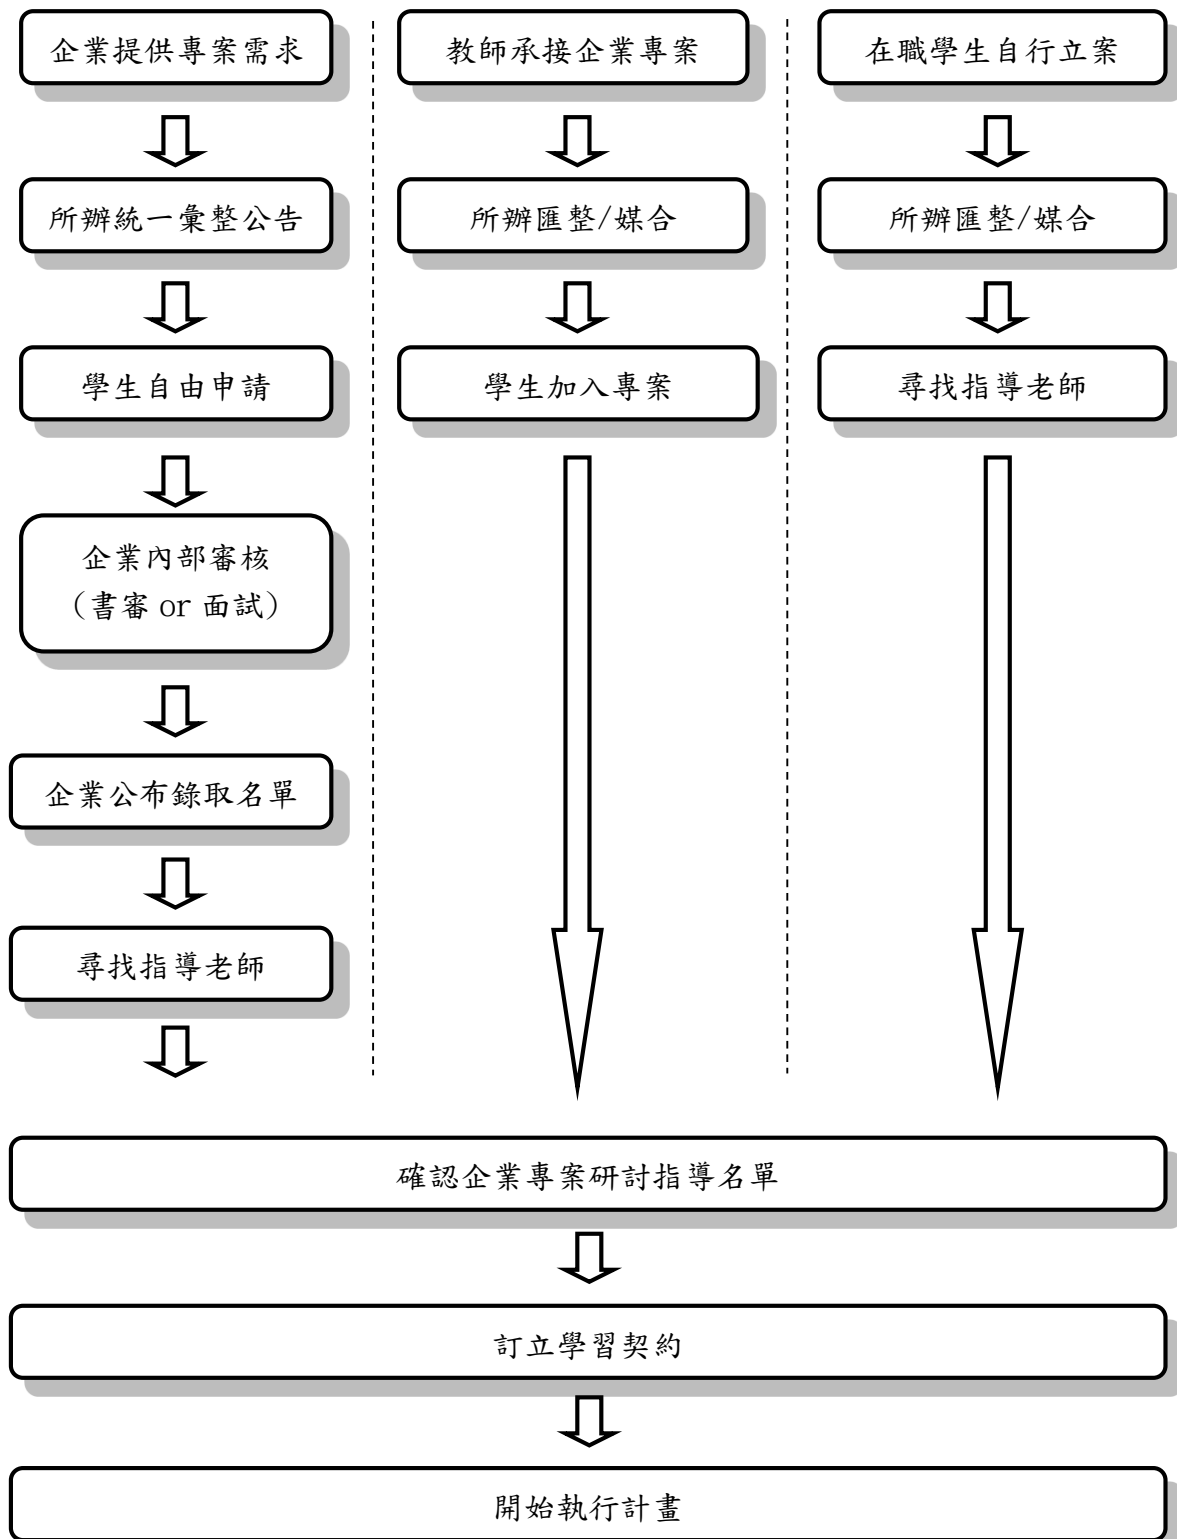 企業提供專案需求
所辦統一彙整公告
學生自由申請
企業內部審核
（書審 or 面試）
企業公布錄取名單
尋找指導老師
教師承接企業專案
所辦匯整/媒合
學生加入專案
在職學生自行立案
所辦匯整/媒合
尋找指導老師
確認企業專案研討指導名單
訂立學習契約
開始執行計畫